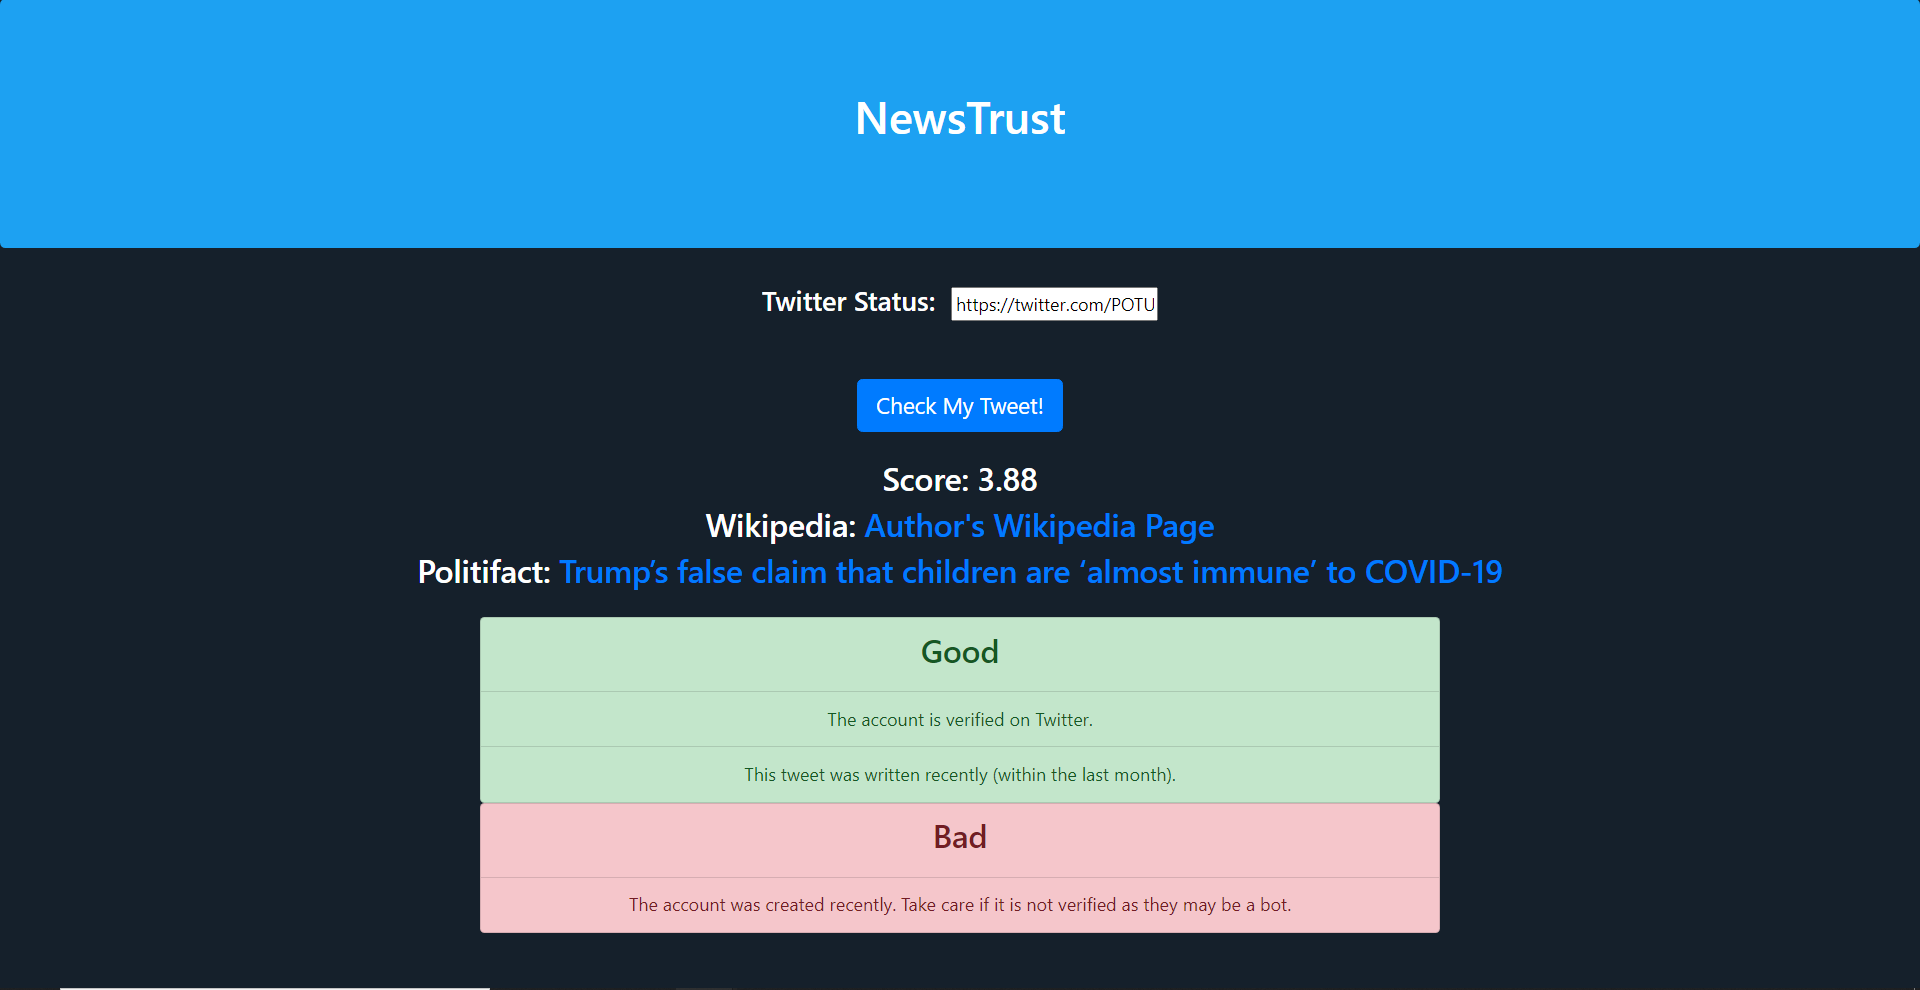 NewsTrust
Twitter Status: https://twitter.com/POTU
Check My Tweet!
Score: 3.88
Wikipedia: Author's Wikipedia Page
Politifact: Trump’s false claim that children are ‘almost immune’ to COVID-19
Good
The account is verified on Twitter.
This tweet was written recently (within the last month).
Bad
The account was created recently. Take care if it is not verified as they may be a bot.